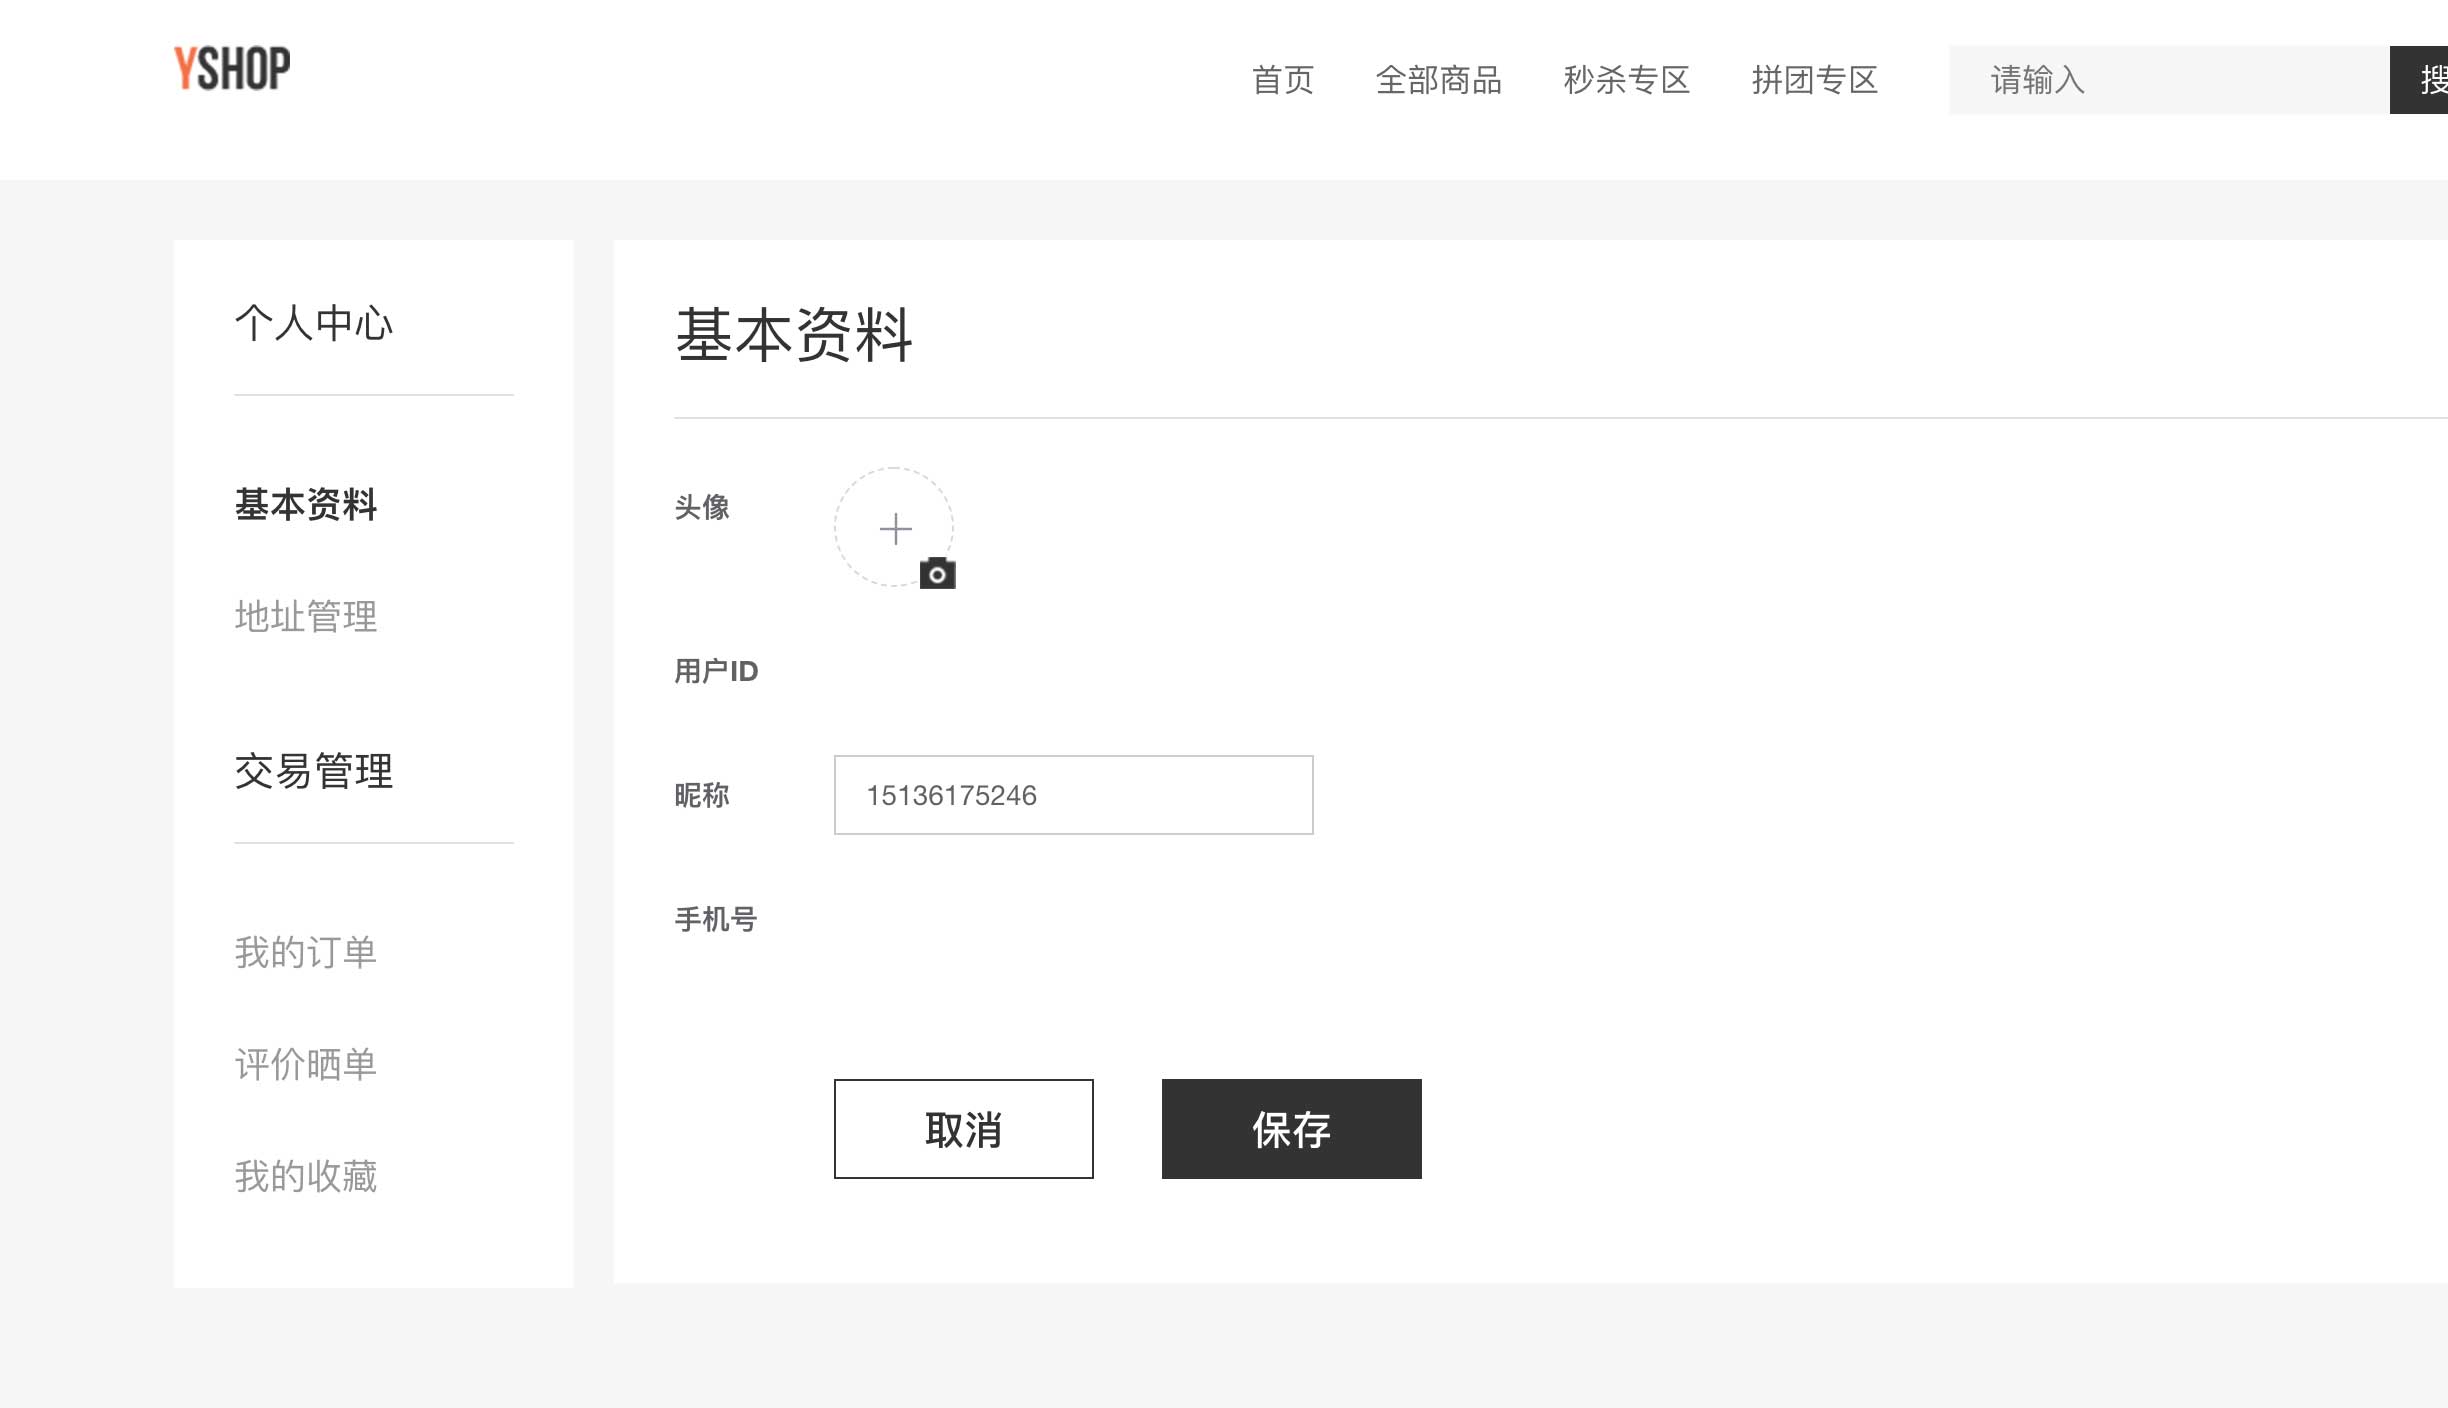 YSHOP
首页 全部商品 秒杀专区 拼团专区 请输入 搜
个人中心
基本资料
地址管理
交易管理
我的订单
评价晒单
我的收藏
基本资料
头像
用户ID
昵称 15136175246
手机号
取消 保存